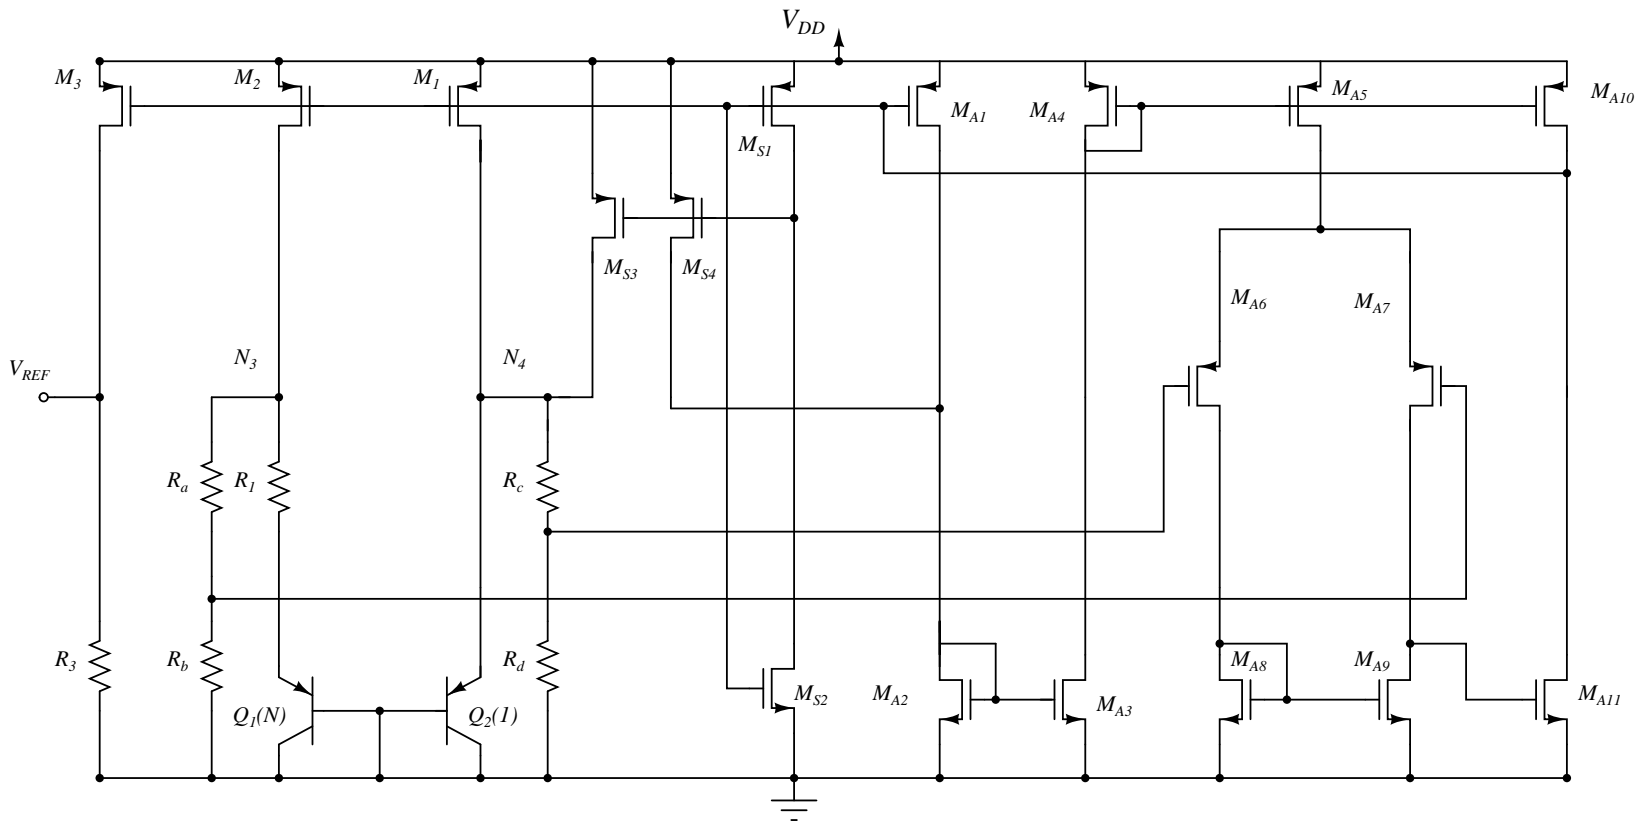 V_DD
M_3
M_2
M_1
M_S1
M_A1
M_A4
M_A5
M_A10
M_S3
M_S4
M_A6
M_A7
V_REF
N_3
N_4
R_a
R_1
R_c
R_3
R_b
Q_1(N)
Q_2(1)
R_d
M_S2
M_A2
M_A3
M_A8
M_A9
M_A11